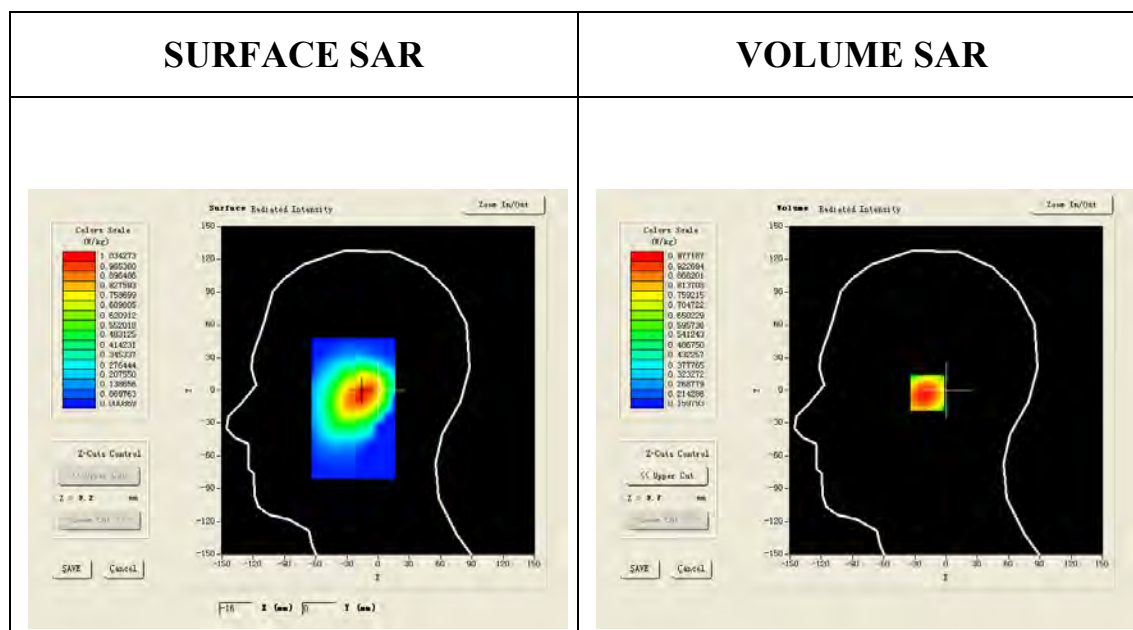 SURFACE SAR
VOLUME SAR
Surface Radiated Intensity
Zoom In/Out
Colors Scale
(W/kg)
1.034273
0.965380
0.896486
0.827593
0.758699
0.689805
0.620912
0.552018
0.483125
0.414231
0.345337
0.276444
0.207550
0.138656
0.069763
0.000869
150
120
90
60
30
0
-30
-60
-90
-120
-150
-150 -120 -90 -60 -30 0 30 60 90 120 150
X
Z-Cuts Control
mm
SAVE
Cancel
-16 X (mm) 0 Y (mm)
Volume Radiated Intensity
Zoom In/Out
Colors Scale
(W/kg)
0.977187
0.922694
0.868201
0.813708
0.759215
0.704722
0.650229
0.595736
0.541243
0.486750
0.432257
0.377765
0.323272
0.268779
0.214286
0.159793
150
120
90
60
30
0
-30
-60
-90
-120
-150
-150 -120 -90 -60 -30 0 30 60 90 120 150
X
Z-Cuts Control
<< Upper Cut
mm
SAVE
Cancel